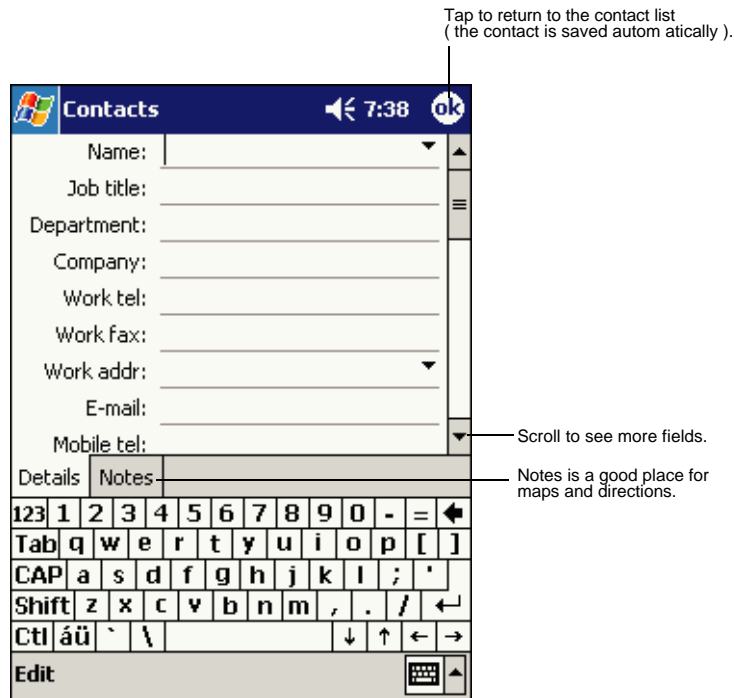 Tap to return to the contact list
( the contact is saved autom atically ).
Contacts 7:38 ok
Name:
Job title:
Department:
Company:
Work tel:
Work fax:
Work addr:
E-mail:
Mobile tel:
Scroll to see more fields.
Details Notes
Notes is a good place for
maps and directions.
123 1 2 3 4 5 6 7 8 9 0 - =
Tab q w e r t y u i o p [ ]
CAP a s d f g h j k l ; '
Shift z x c v b n m , . /
Ctl áü ` \ ↓ ↑ ← →
Edit